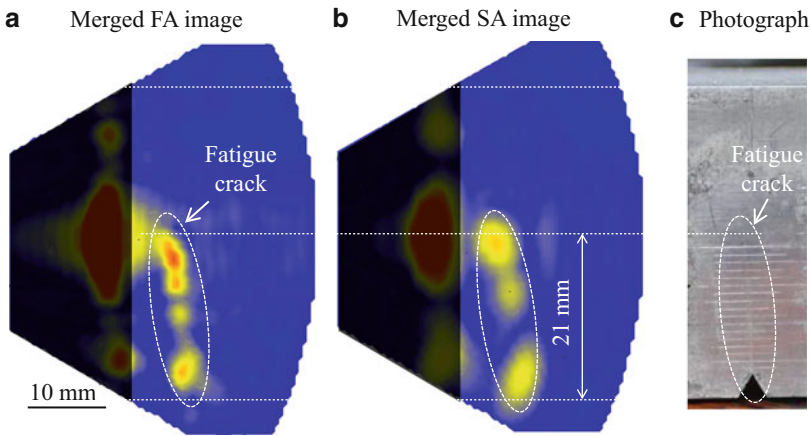 a Merged FA image
b Merged SA image
c Photograph
Fatigue
crack
10 mm
21 mm
Fatigue
crack